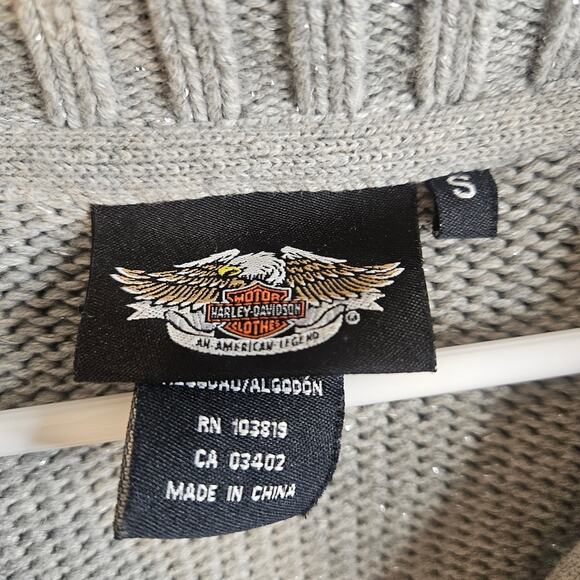 S
MOTOR
HARLEY-DAVIDSON
CLOTHES
AN AMERICAN LEGEND
/ALGODÓN
RN 103819
CA 03402
MADE IN CHINA